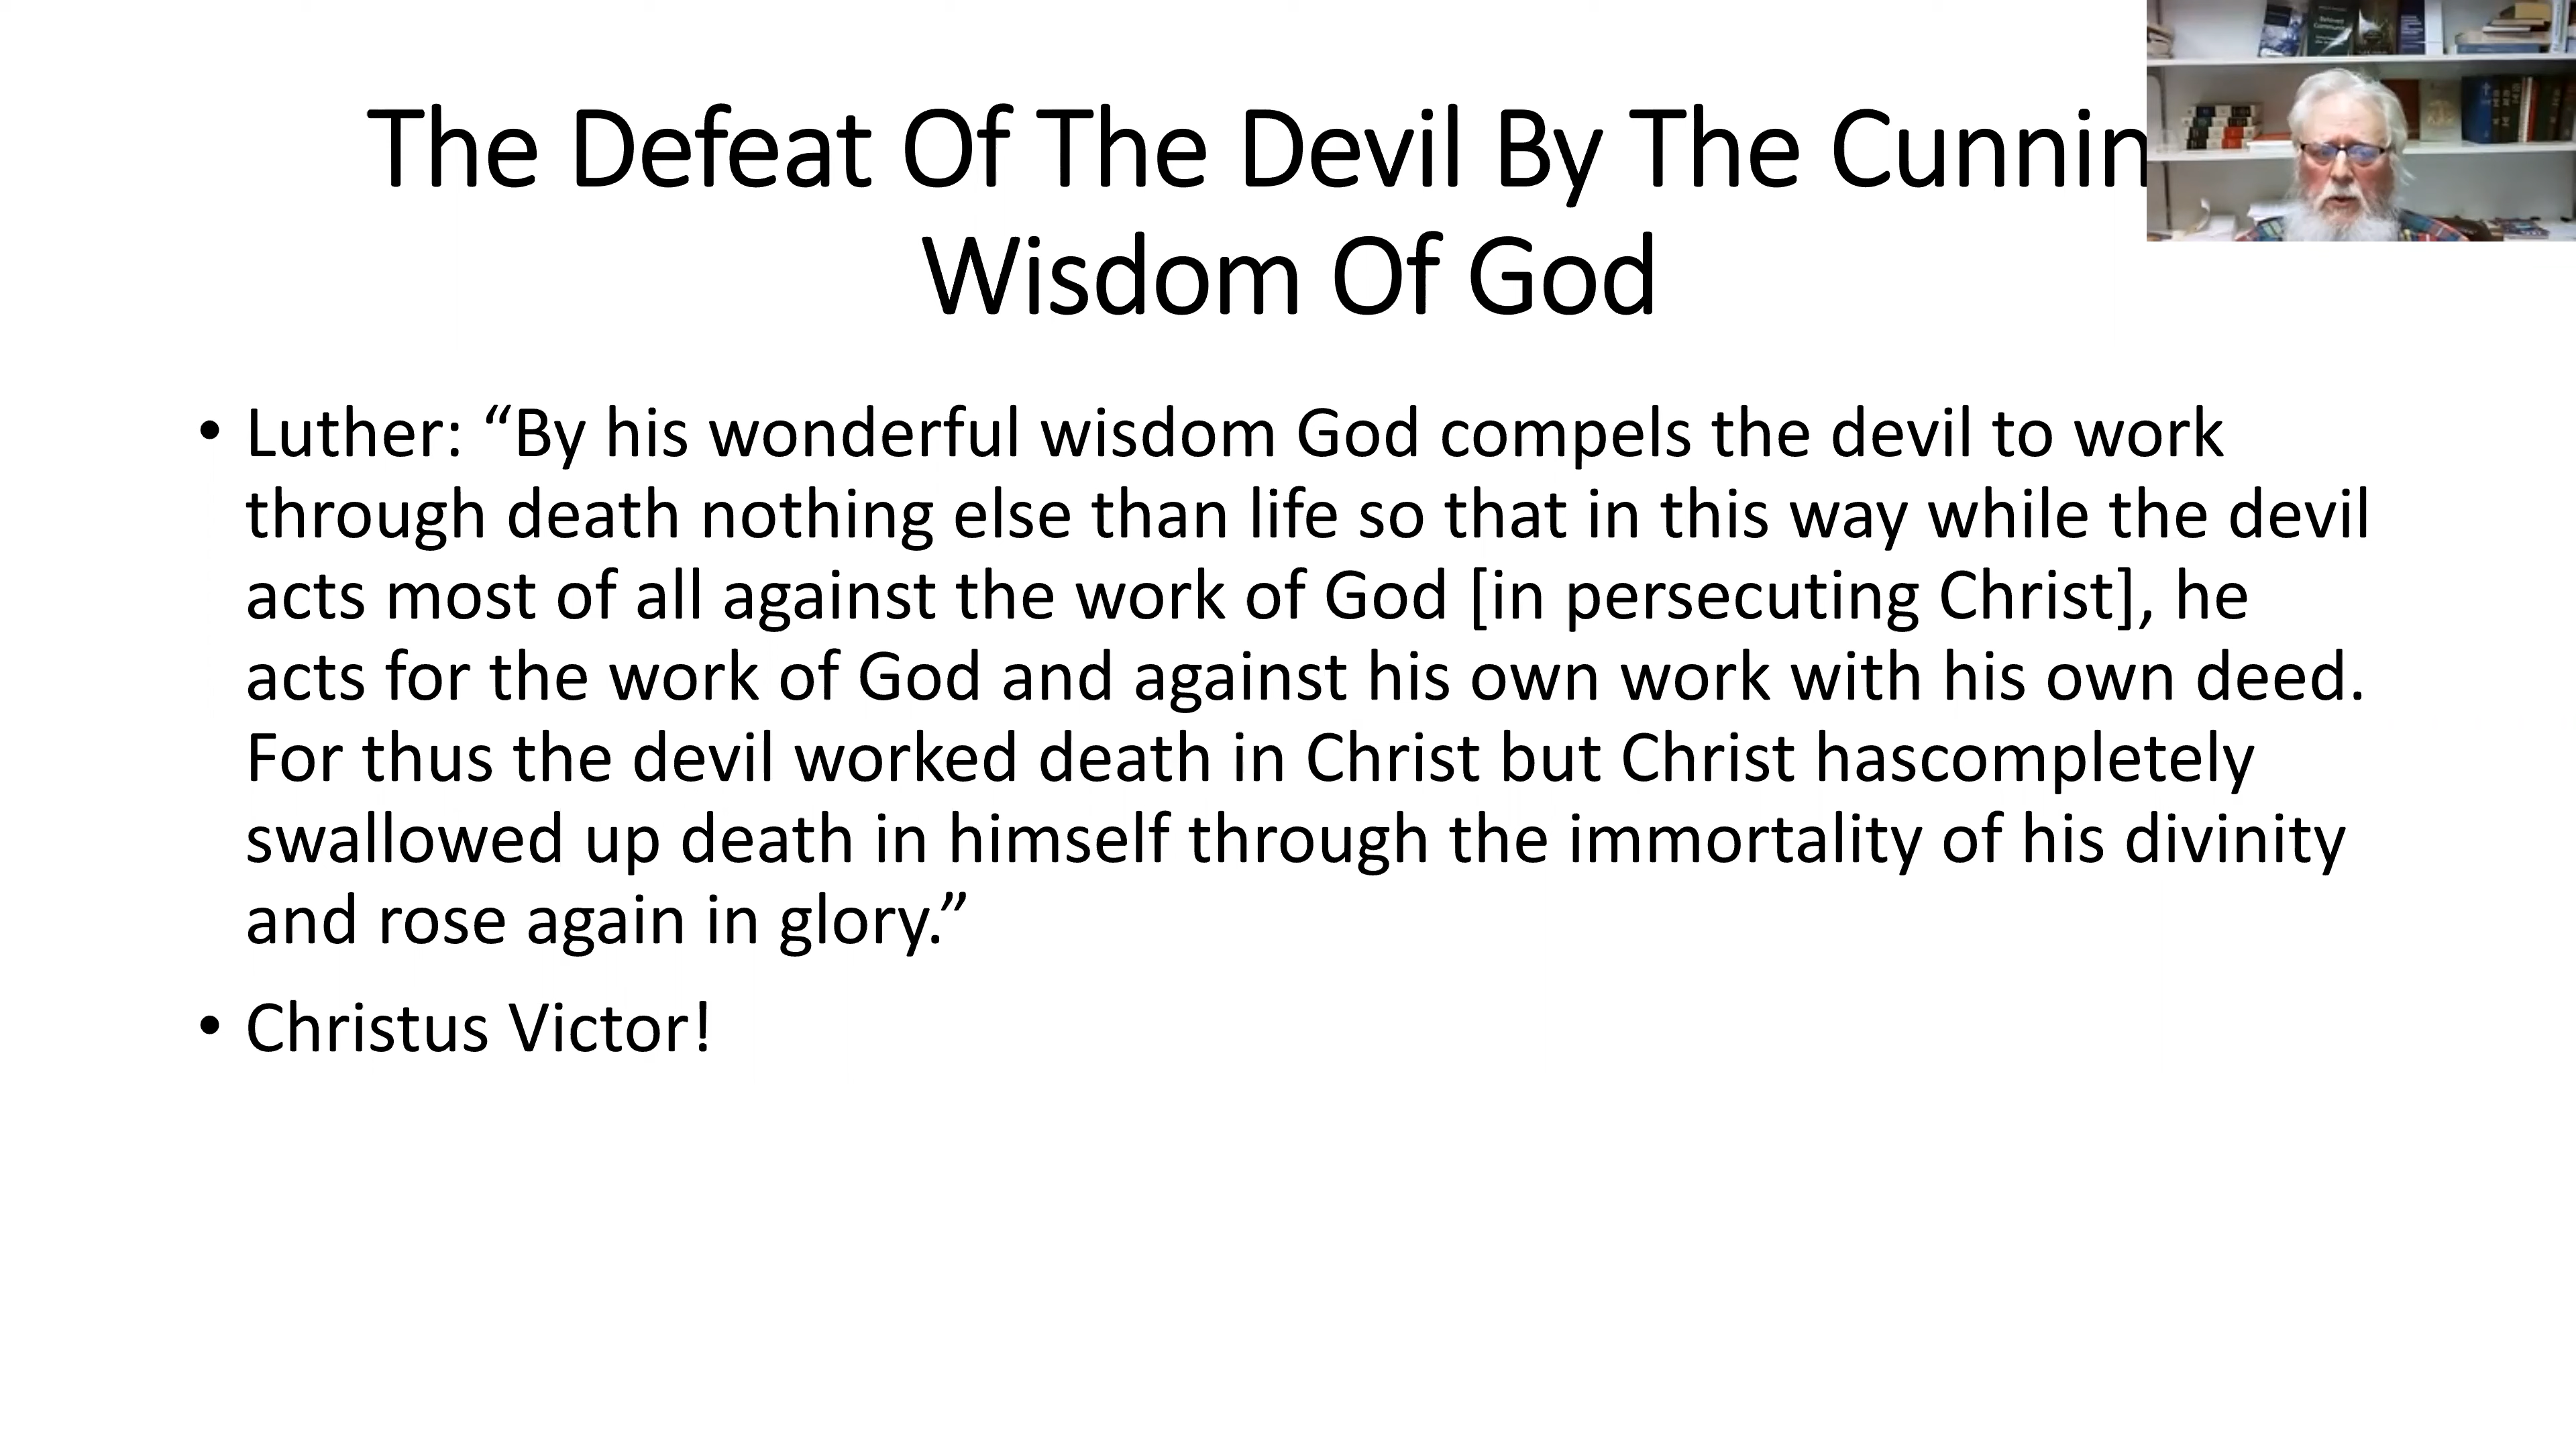 The Defeat Of The Devil By The Cunnin
Wisdom Of God
• Luther: “By his wonderful wisdom God compels the devil to work
through death nothing else than life so that in this way while the devil
acts most of all against the work of God [in persecuting Christ], he
acts for the work of God and against his own work with his own deed.
For thus the devil worked death in Christ but Christ hascompletely
swallowed up death in himself through the immortality of his divinity
and rose again in glory.”
• Christus Victor!